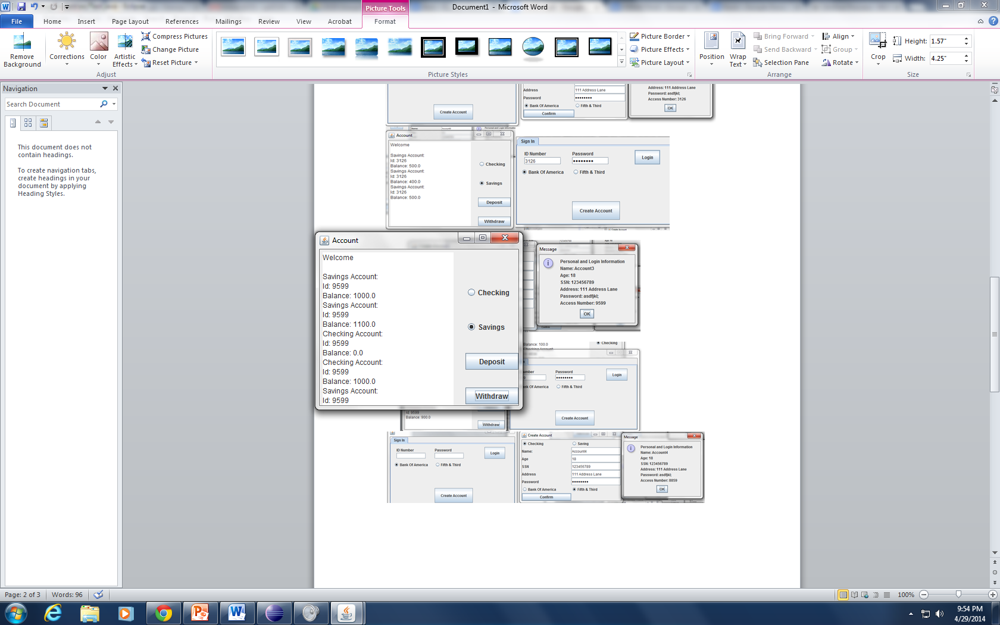 Document1 - Microsoft Word
Picture Tools
File Home Insert Page Layout References Mailings Review View Acrobat Format
Remove Background
Corrections
Color
Artistic Effects
Compress Pictures
Change Picture
Reset Picture
Adjust
Picture Styles
Picture Border
Picture Effects
Picture Layout
Position
Wrap Text
Bring Forward
Send Backward
Selection Pane
Align
Group
Rotate
Arrange
Crop
Height: 1.57"
Width: 4.25"
Size
Navigation
Search Document
This document does not
contain headings.
To create navigation tabs,
create headings in your
document by applying
Heading Styles.
Create Account
Address 111 Address Lane
Password ••••••••
Bank Of America Fifth & Third
Confirm
Address: 111 Address Lane
Password: asdfjkl;
Access Number: 3126
OK
Account
Welcome
Savings Account:
Id: 3126
Balance: 500.0
Savings Account:
Id: 3126
Balance: 400.0
Savings Account:
Id: 3126
Balance: 500.0
Checking
Savings
Deposit
Withdraw
Sign In
ID Number Password
3126 ••••••••
Login
Bank Of America Fifth & Third
Create Account
Account
Welcome
Savings Account:
Id: 9599
Balance: 1000.0
Savings Account:
Id: 9599
Balance: 1100.0
Checking Account:
Id: 9599
Balance: 0.0
Checking Account:
Id: 9599
Balance: 1000.0
Savings Account:
Id: 9599
Checking
Savings
Deposit
Withdraw
Message
Personal and Login Information
Name: Account3
Age: 18
SSN: 123456789
Address: 111 Address Lane
Password: asdfjkl;
Access Number: 9599
OK
Balance: 100.0
Checking
Password
••••••••
Login
Fifth & Third
Create Account
Id: 9599
Balance: 900.0
Withdraw
Sign In
ID Number Password
Login
Bank Of America Fifth & Third
Create Account
Create Account
Checking Saving
Name: Account4
Age 18
SSN 123456789
Address 111 Address Lane
Password ••••••••
Bank Of America Fifth & Third
Confirm
Message
Personal and Login Information
Name: Account4
Age: 18
SSN: 123456789
Address: 111 Address Lane
Password: asdfjkl;
Access Number: 8859
OK
Page: 2 of 3 Words: 96
100%
9:54 PM
4/29/2014